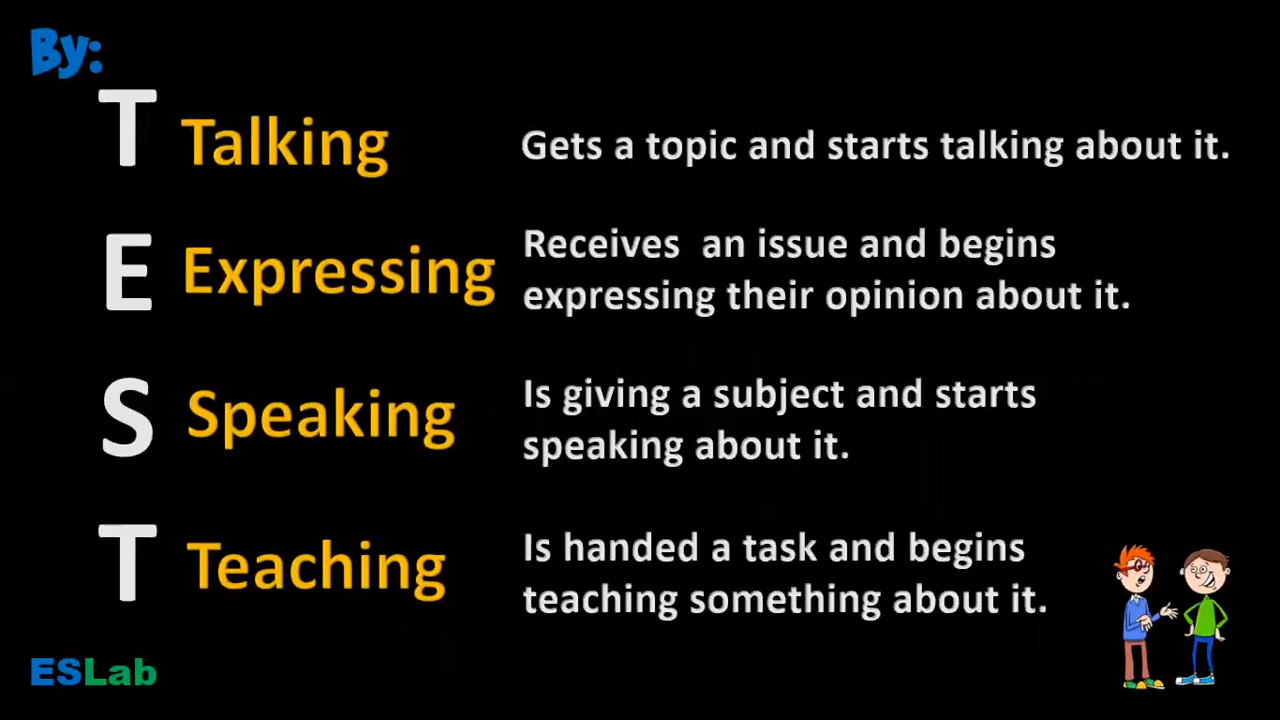 By:
T Talking Gets a topic and starts talking about it.
E Expressing Receives an issue and begins
expressing their opinion about it.
S Speaking Is giving a subject and starts
speaking about it.
T Teaching Is handed a task and begins
teaching something about it.
ESLab